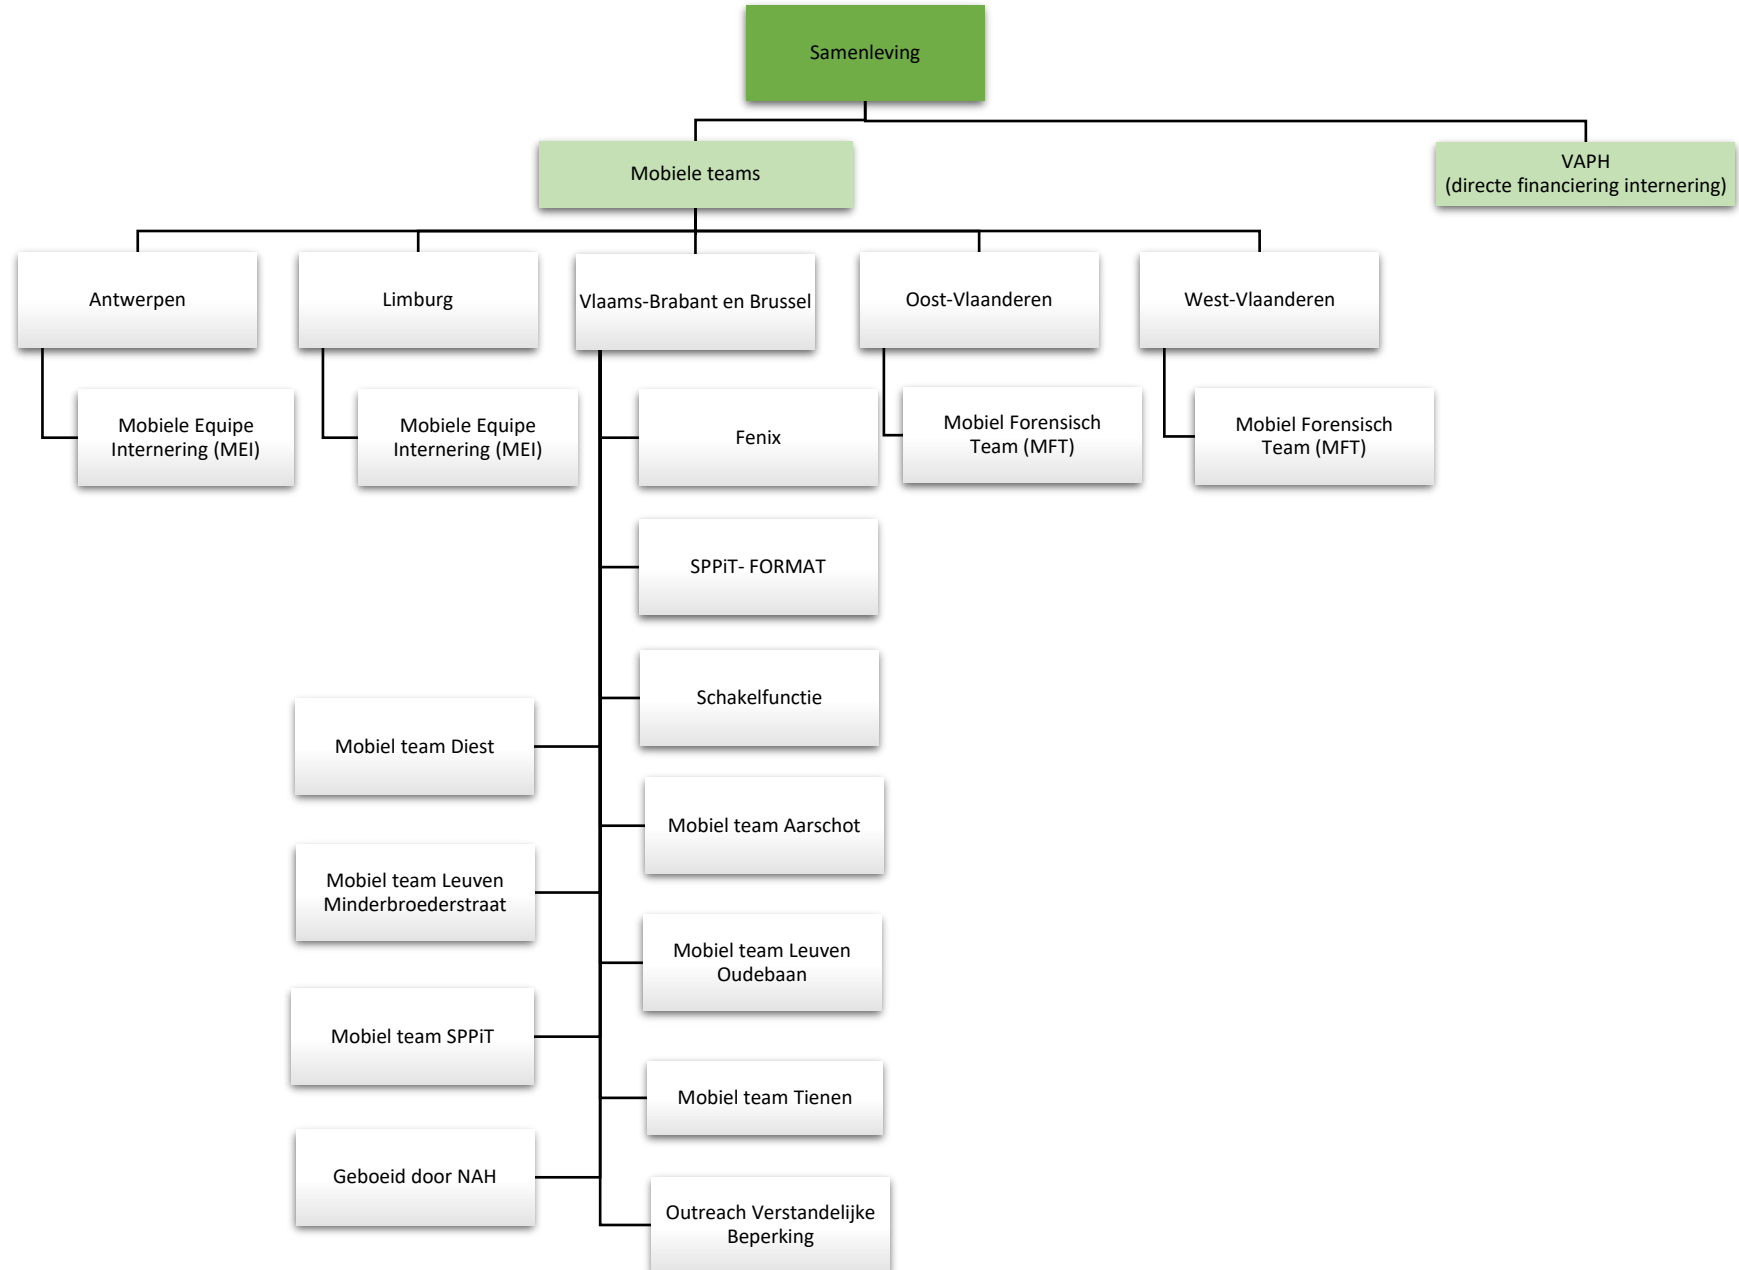 Samenleving
Mobiele teams
VAPH
(directe financiering internering)
Antwerpen
Limburg
Vlaams-Brabant en Brussel
Oost-Vlaanderen
West-Vlaanderen
Mobiele Equipe
Internering (MEI)
Mobiele Equipe
Internering (MEI)
Fenix
Mobiel Forensisch
Team (MFT)
Mobiel Forensisch
Team (MFT)
SPPiT- FORMAT
Schakelfunctie
Mobiel team Diest
Mobiel team Aarschot
Mobiel team Leuven
Minderbroederstraat
Mobiel team Leuven
Oudebaan
Mobiel team SPPiT
Mobiel team Tienen
Geboeid door NAH
Outreach Verstandelijke
Beperking